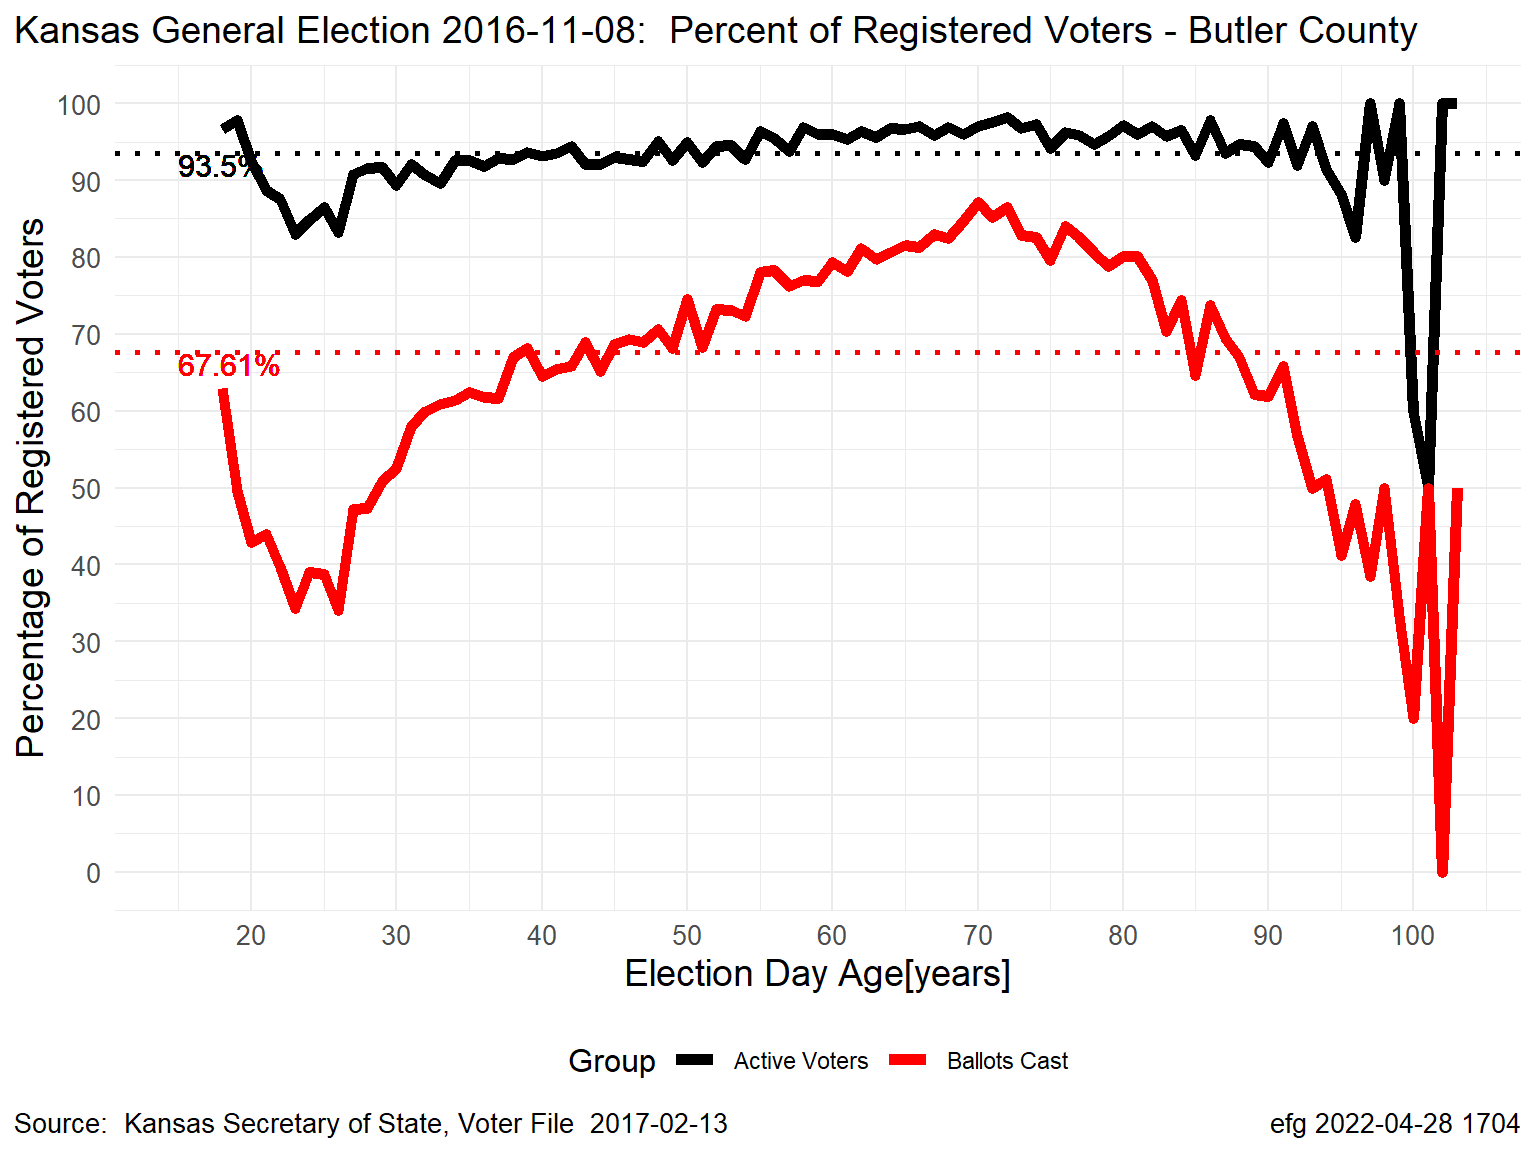 Kansas General Election 2016-11-08:  Percent of Registered Voters - Butler County
Percentage of Registered Voters
100
90
80
70
60
50
40
30
20
10
0
93.5%
67.61%
20 30 40 50 60 70 80 90 100
Election Day Age[years]
Group Active Voters Ballots Cast
Source:  Kansas Secretary of State, Voter File  2017-02-13
efg 2022-04-28 1704